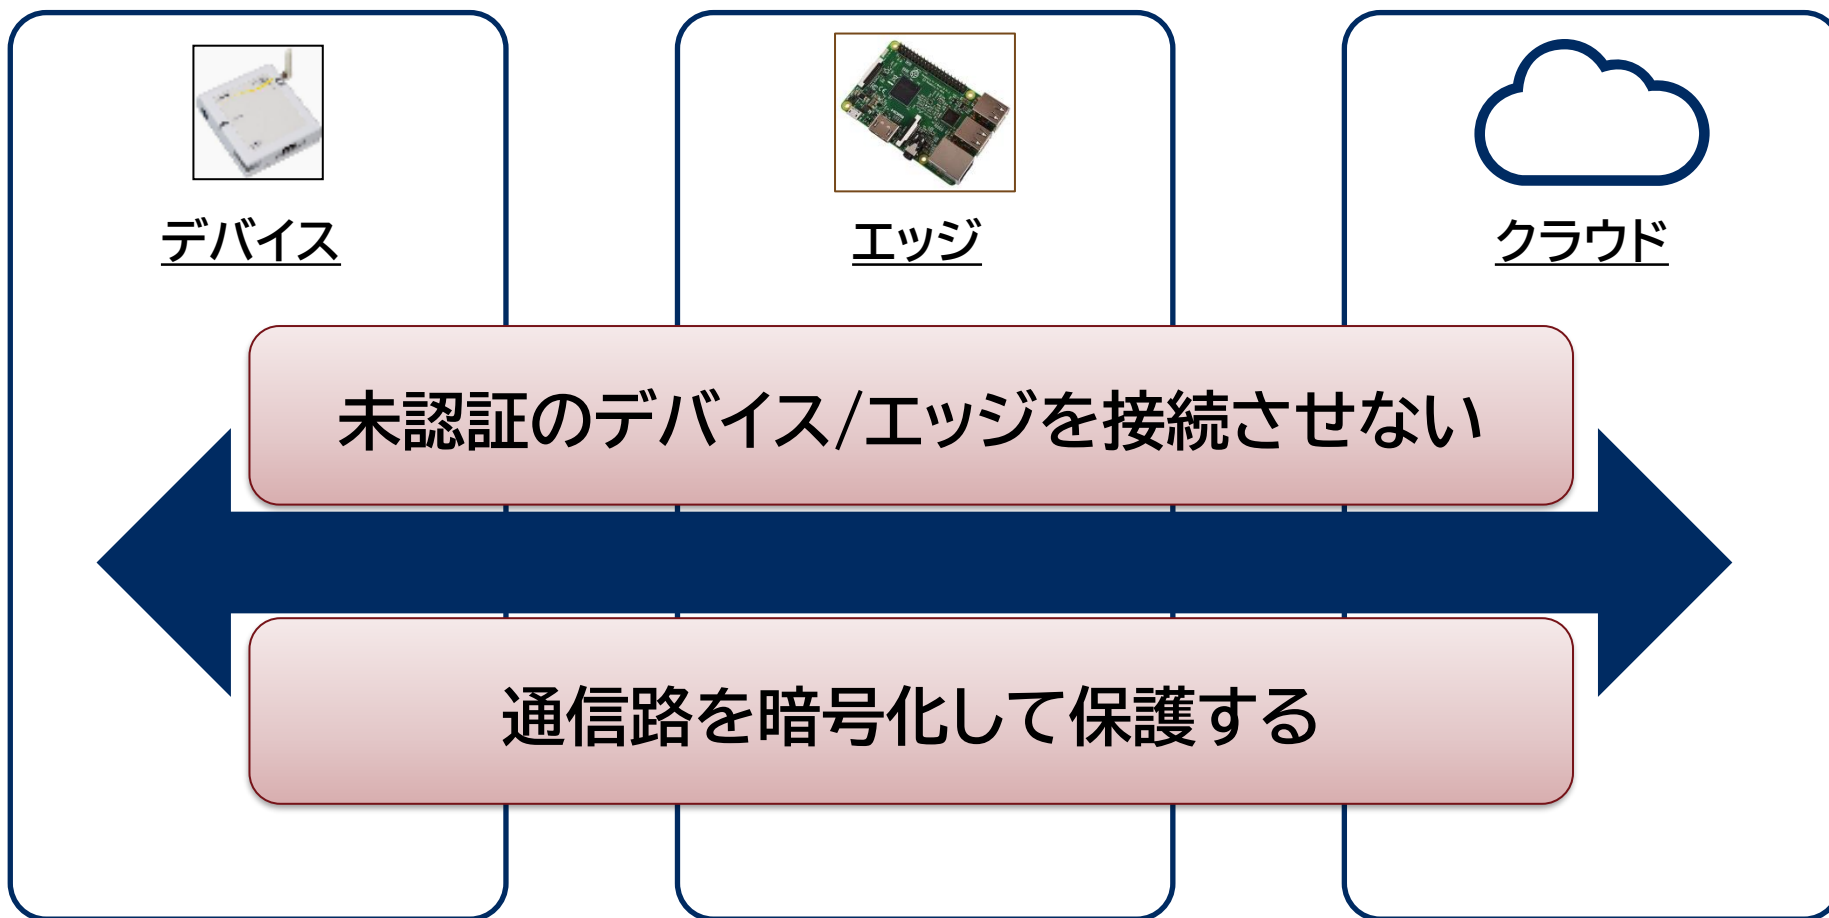 デバイス
エッジ
クラウド
未認証のデバイス/エッジを接続させない
通信路を暗号化して保護する